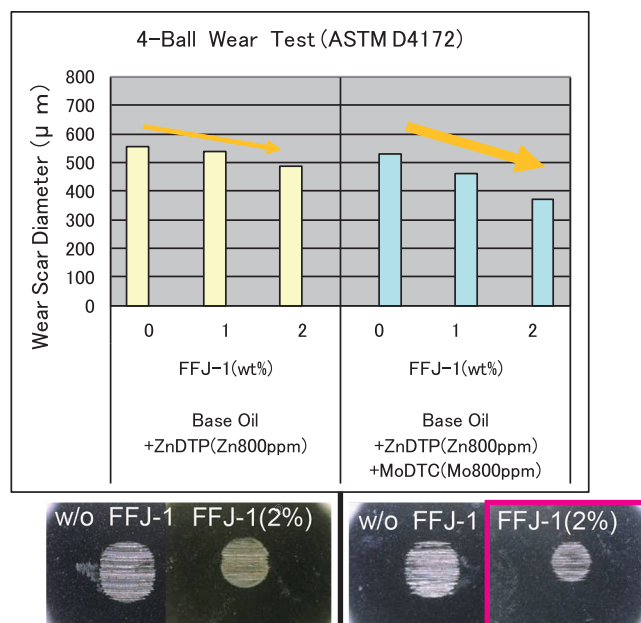 4-Ball Wear Test(ASTM D4172)
Wear Scar Diameter (μ m)
800
700
600
500
400
300
200
100
0
0 1 2 0 1 2
FFJ-1(wt%) FFJ-1(wt%)
Base Oil Base Oil
+ZnDTP(Zn800ppm) +ZnDTP(Zn800ppm)
+MoDTC(Mo800ppm)
w/o FFJ-1 FFJ-1(2%) w/o FFJ-1 FFJ-1(2%)